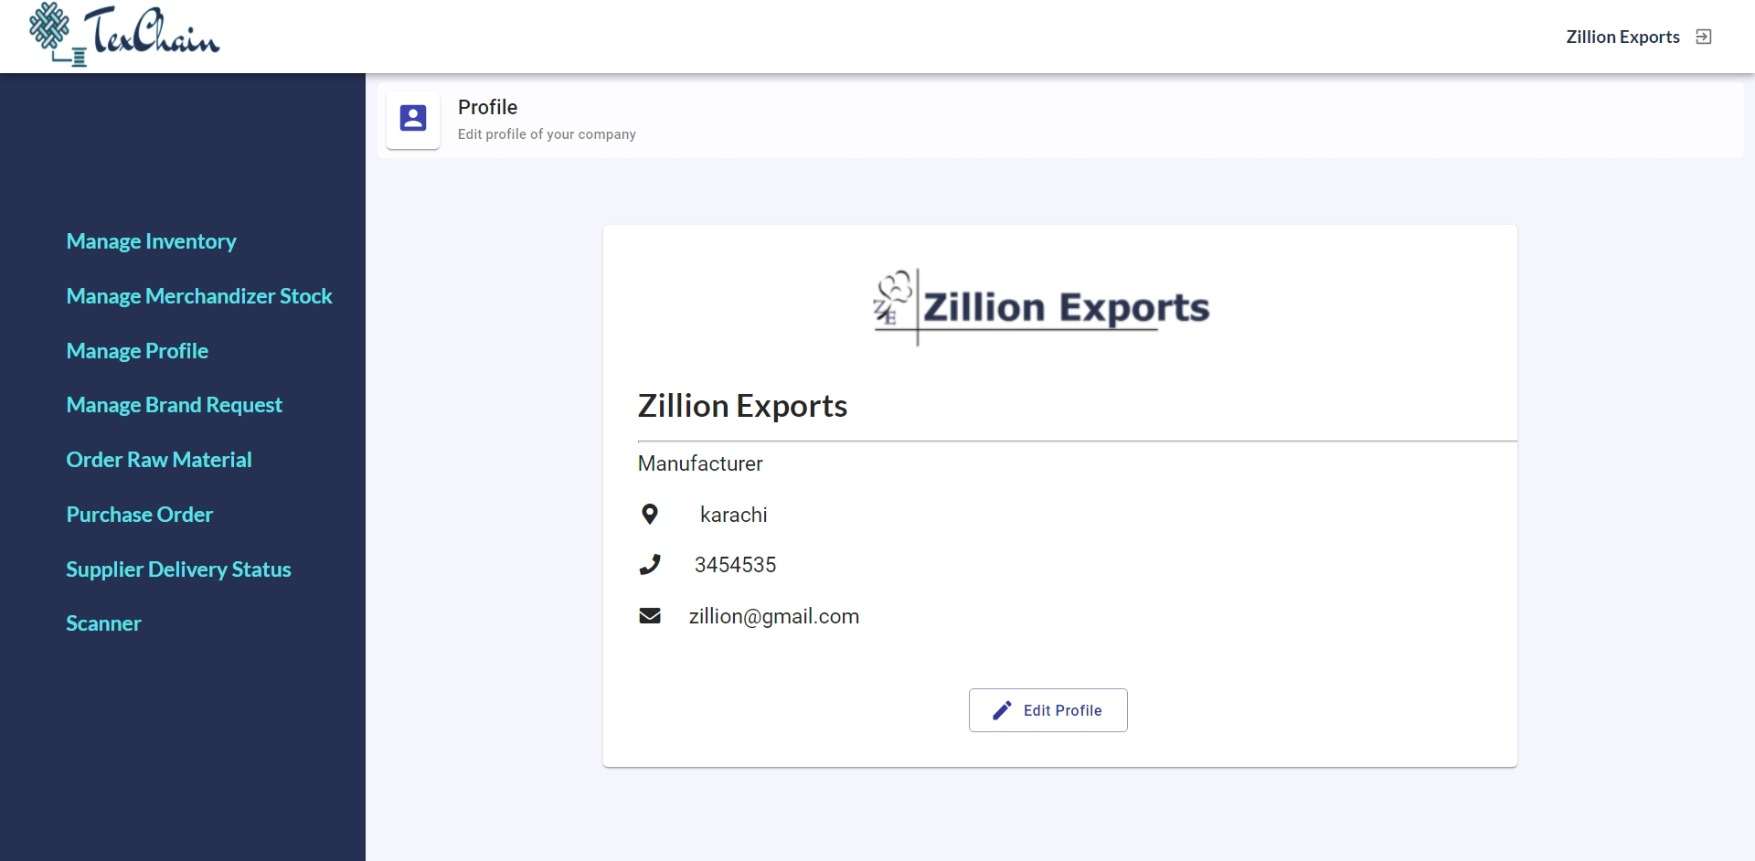 TexChain
Zillion Exports
Profile
Edit profile of your company
Manage Inventory
Manage Merchandizer Stock
Manage Profile
Manage Brand Request
Order Raw Material
Purchase Order
Supplier Delivery Status
Scanner
ZE
Zillion Exports
Zillion Exports
Manufacturer
karachi
3454535
zillion@gmail.com
Edit Profile